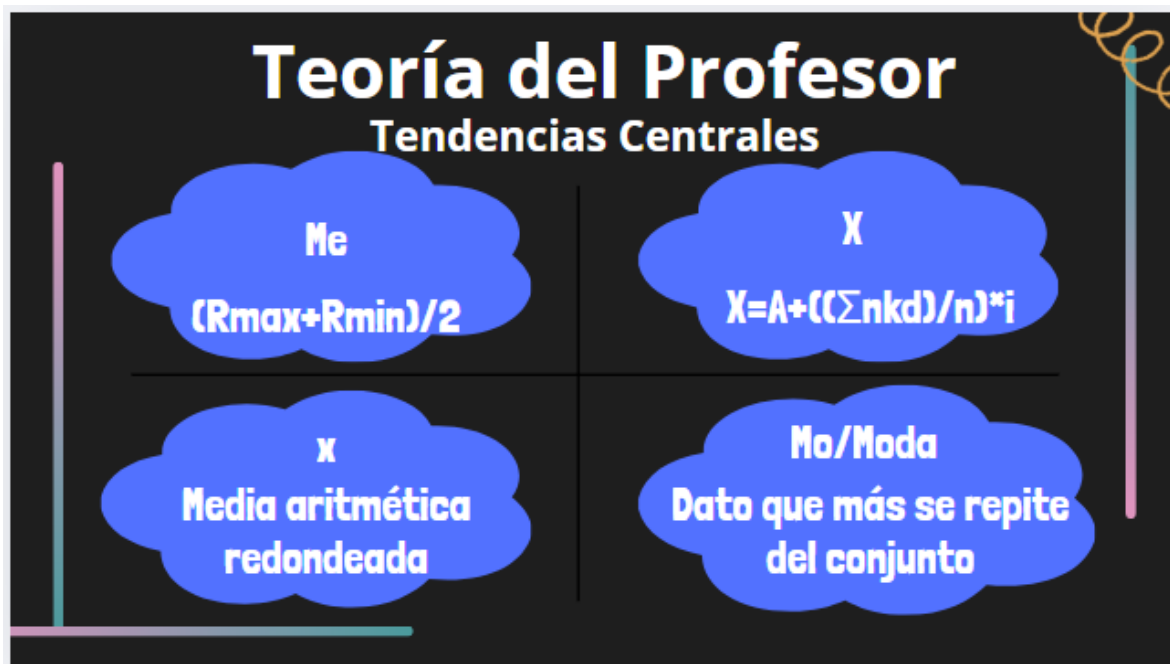 Teoría del Profesor
Tendencias Centrales
Me
(Rmax+Rmin)/2
X
X=A+((∑nkd)/n)*i
x
Media aritmética
redondeada
Mo/Moda
Dato que más se repite
del conjunto